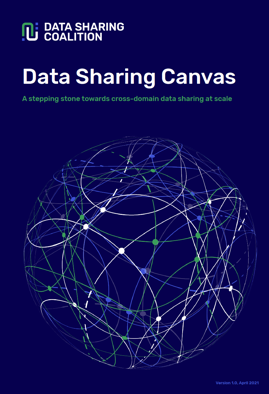 DATA SHARING
COALITION
Data Sharing Canvas
A stepping stone towards cross-domain data sharing at scale
Version 1.0, April 2021